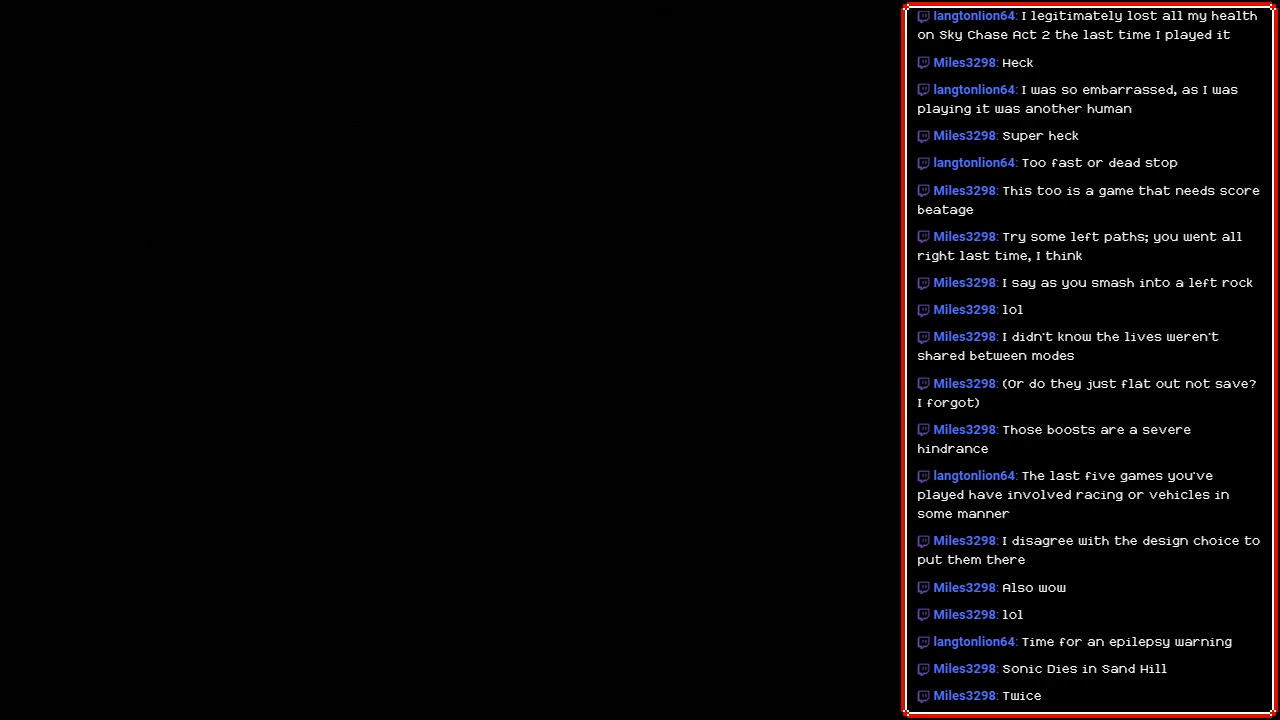 langtonlion64: I legitimately lost all my health
on Sky Chase Act 2 the last time I played it
Miles3298: Heck
langtonlion64: I was so embarrassed, as I was
playing it was another human
Miles3298: Super heck
langtonlion64: Too fast or dead stop
Miles3298: This too is a game that needs score
beatage
Miles3298: Try some left paths; you went all
right last time, I think
Miles3298: I say as you smash into a left rock
Miles3298: lol
Miles3298: I didn't know the lives weren't
shared between modes
Miles3298: (Or do they just flat out not save?
I forgot)
Miles3298: Those boosts are a severe
hindrance
langtonlion64: The last five games you've
played have involved racing or vehicles in
some manner
Miles3298: I disagree with the design choice to
put them there
Miles3298: Also wow
Miles3298: lol
langtonlion64: Time for an epilepsy warning
Miles3298: Sonic Dies in Sand Hill
Miles3298: Twice